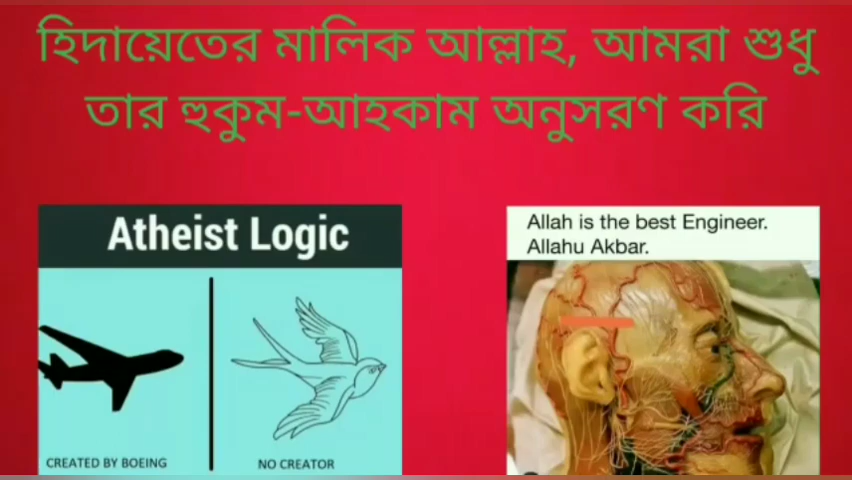 হিদায়েতের মালিক আল্লাহ, আমরা শুধু
তার হুকুম-আহকাম অনুসরণ করি
Atheist Logic
CREATED BY BOEING
NO CREATOR
Allah is the best Engineer.
Allahu Akbar.